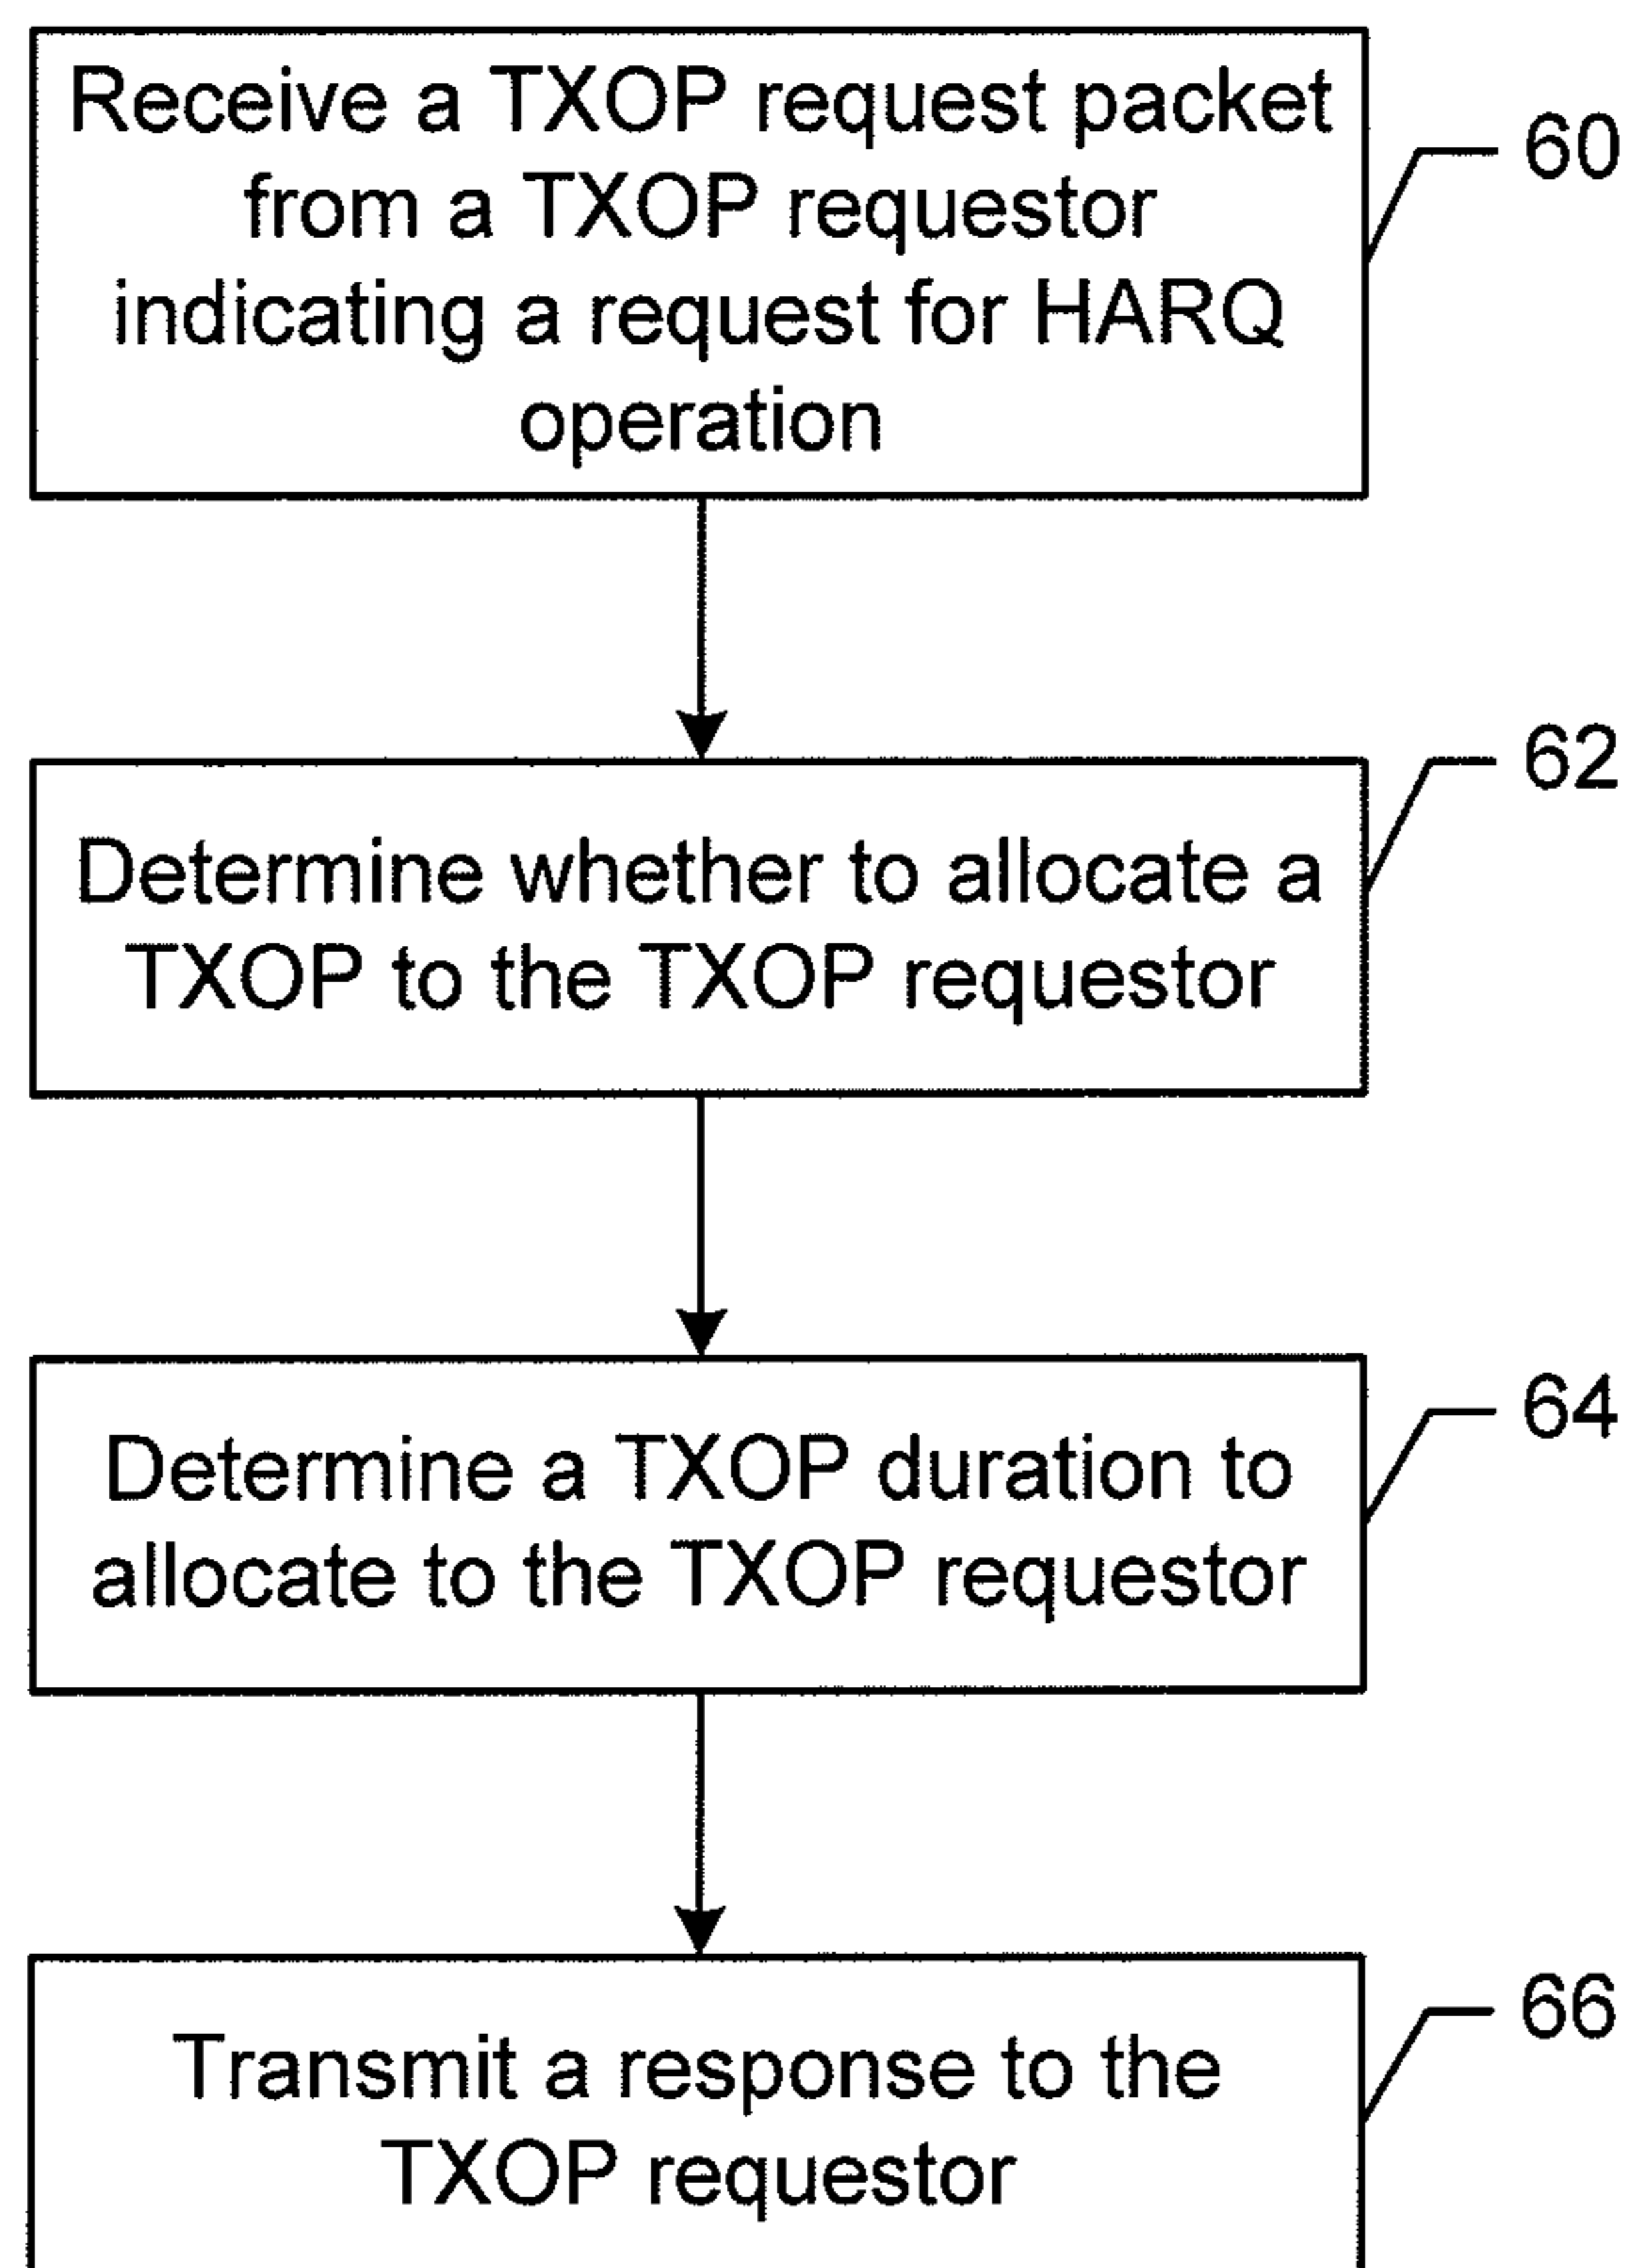 Receive a TXOP request packet
from a TXOP requestor
indicating a request for HARQ
operation
60
Determine whether to allocate a
TXOP to the TXOP requestor
62
Determine a TXOP duration to
allocate to the TXOP requestor
64
Transmit a response to the
TXOP requestor
66